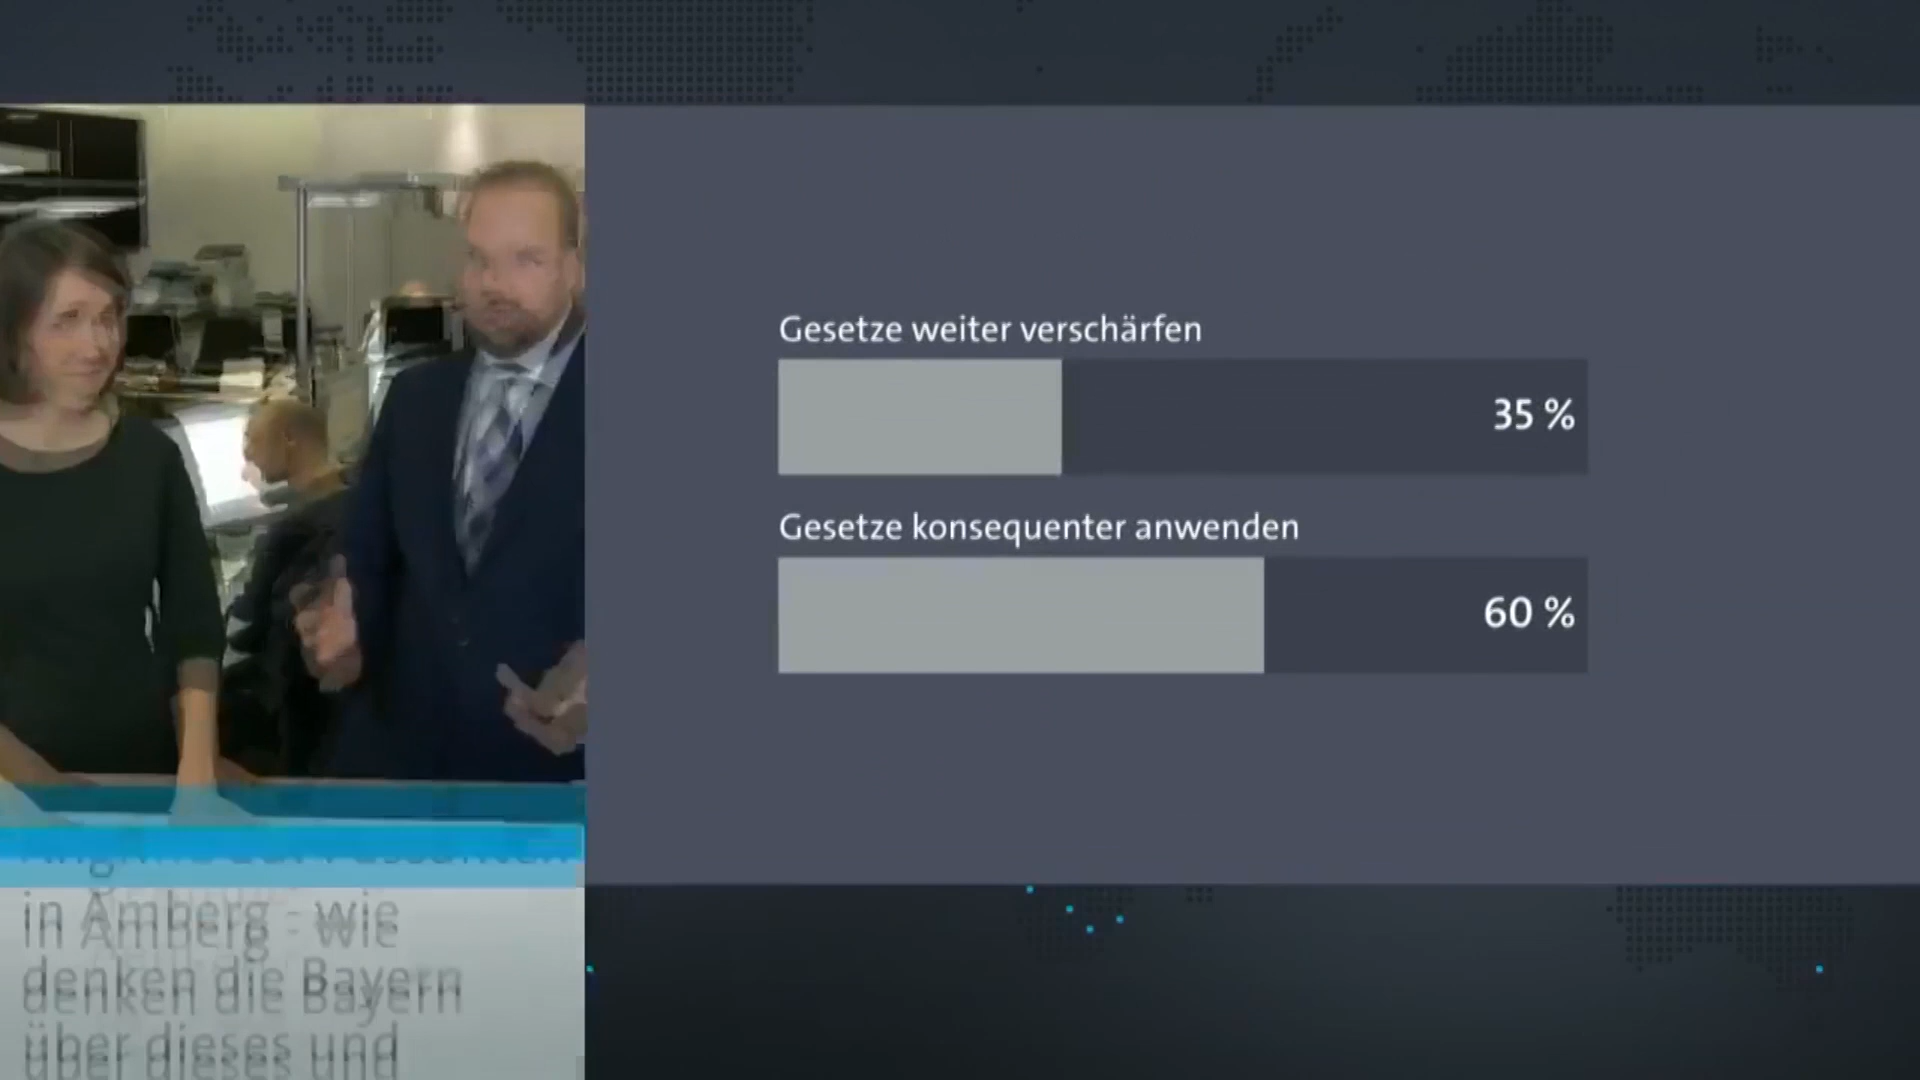 Gesetze weiter verschärfen
35 %
Gesetze konsequenter anwenden
60 %
in Amberg - wie
denken die Bayern
über dieses und